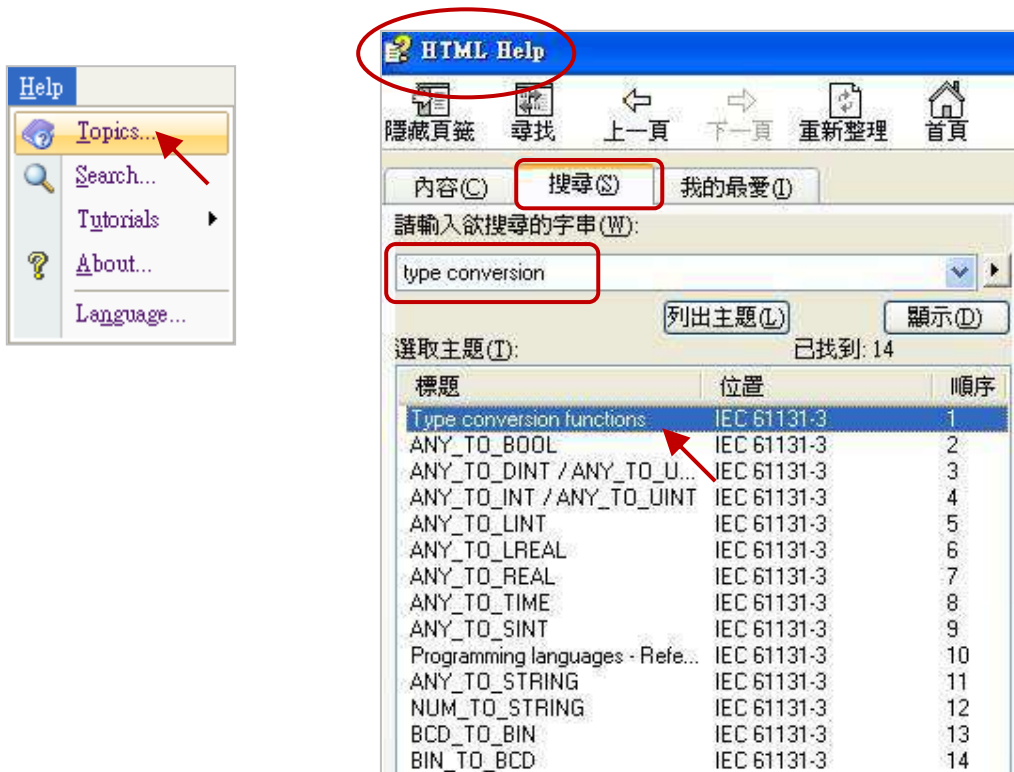 Help
Topics...
Search...
Tutorials
About...
Language...
HTML Help
隱藏頁籤 尋找 上一頁 下一頁 重新整理 首頁
內容(C) 搜尋(S) 我的最愛(I)
請輸入欲搜尋的字串(W):
type conversion
列出主題(L) 顯示(D)
選取主題(T): 已找到: 14
標題 位置 順序
Type conversion functions IEC 61131-3 1
ANY_TO_BOOL IEC 61131-3 2
ANY_TO_DINT / ANY_TO_U... IEC 61131-3 3
ANY_TO_INT / ANY_TO_UINT IEC 61131-3 4
ANY_TO_LINT IEC 61131-3 5
ANY_TO_LREAL IEC 61131-3 6
ANY_TO_REAL IEC 61131-3 7
ANY_TO_TIME IEC 61131-3 8
ANY_TO_SINT IEC 61131-3 9
Programming languages - Refe... IEC 61131-3 10
ANY_TO_STRING IEC 61131-3 11
NUM_TO_STRING IEC 61131-3 12
BCD_TO_BIN IEC 61131-3 13
BIN_TO_BCD IEC 61131-3 14